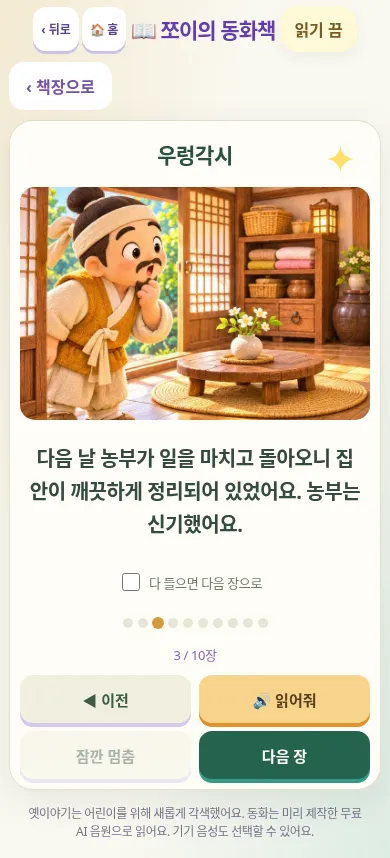 ‹ 뒤로
🏠 홈
📖 쪼이의 동화책
읽기 끔
‹ 책장으로
우렁각시
다음 날 농부가 일을 마치고 돌아오니 집
안이 깨끗하게 정리되어 있었어요. 농부는
신기했어요.
다 들으면 다음 장으로
3 / 10장
◀ 이전
🔊 읽어줘
잠깐 멈춤
다음 장
옛이야기는 어린이를 위해 새롭게 각색했어요. 동화는 미리 제작한 무료
AI 음원으로 읽어요. 기기 음성도 선택할 수 있어요.